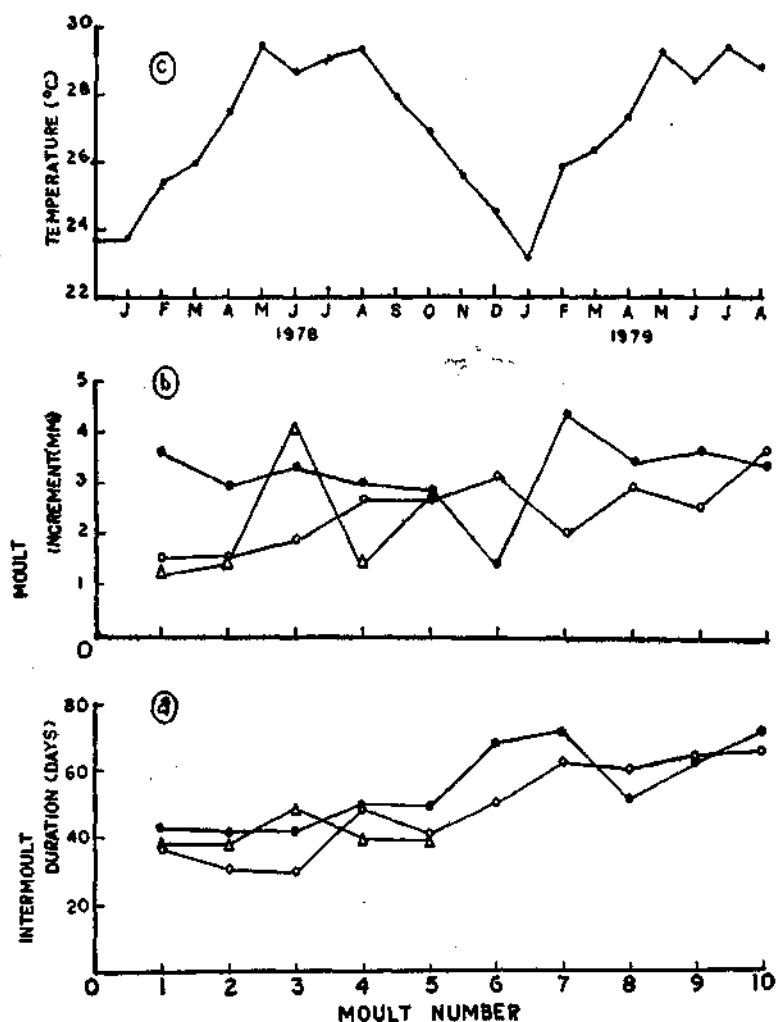 30
28
26
24
22
TEMPERATURE (°C)
c
J F M A M J J A S O N D J F M A M J J A
1978 1979
5
4
3
2
1
0
MOULT
INCREMENT(MM)
b
80
60
40
20
INTERMOULT
DURATION (DAYS)
a
0 1 2 3 4 5 6 7 8 9 10
MOULT NUMBER